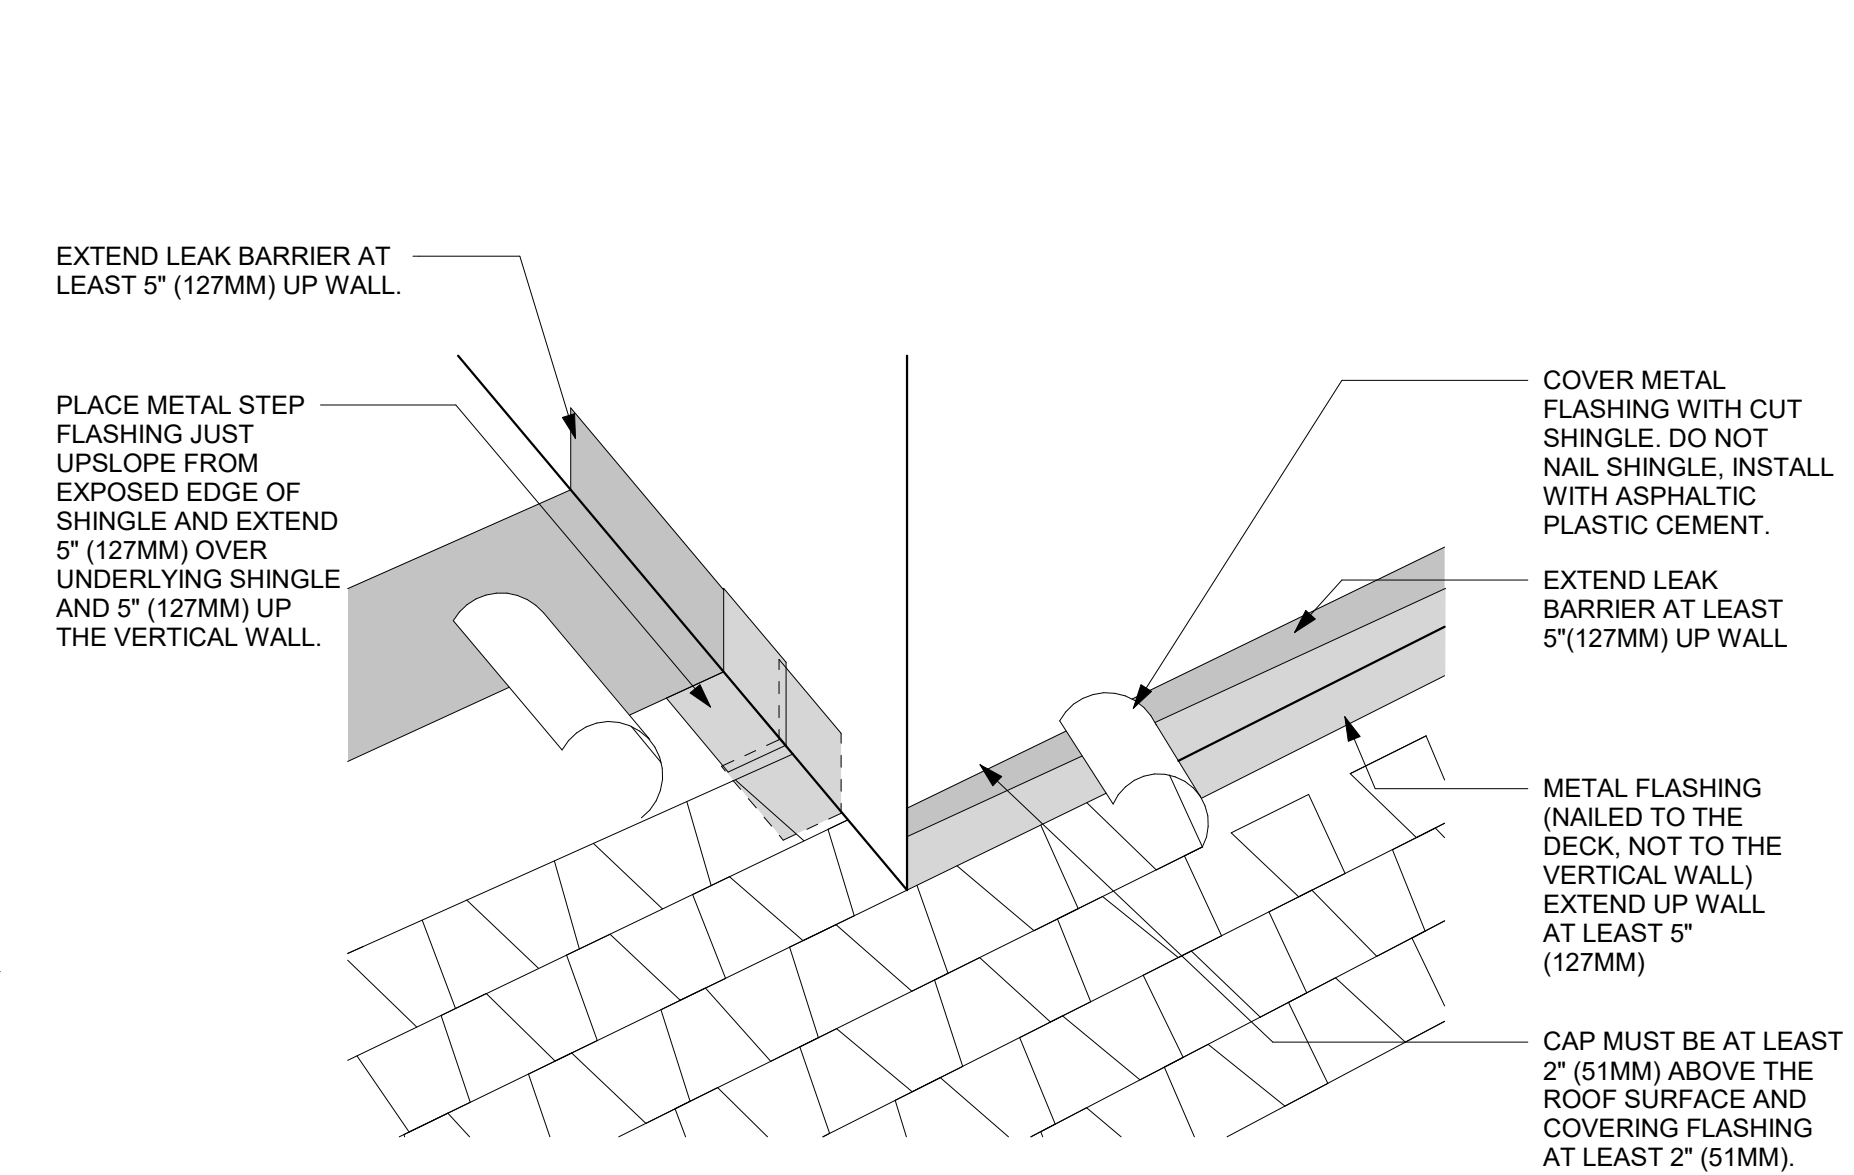 EXTEND LEAK BARRIER AT
LEAST 5" (127MM) UP WALL.
PLACE METAL STEP
FLASHING JUST
UPSLOPE FROM
EXPOSED EDGE OF
SHINGLE AND EXTEND
5" (127MM) OVER
UNDERLYING SHINGLE
AND 5" (127MM) UP
THE VERTICAL WALL.
COVER METAL
FLASHING WITH CUT
SHINGLE. DO NOT
NAIL SHINGLE, INSTALL
WITH ASPHALTIC
PLASTIC CEMENT.
EXTEND LEAK
BARRIER AT LEAST
5"(127MM) UP WALL
METAL FLASHING
(NAILED TO THE
DECK, NOT TO THE
VERTICAL WALL)
EXTEND UP WALL
AT LEAST 5"
(127MM)
CAP MUST BE AT LEAST
2" (51MM) ABOVE THE
ROOF SURFACE AND
COVERING FLASHING
AT LEAST 2" (51MM).